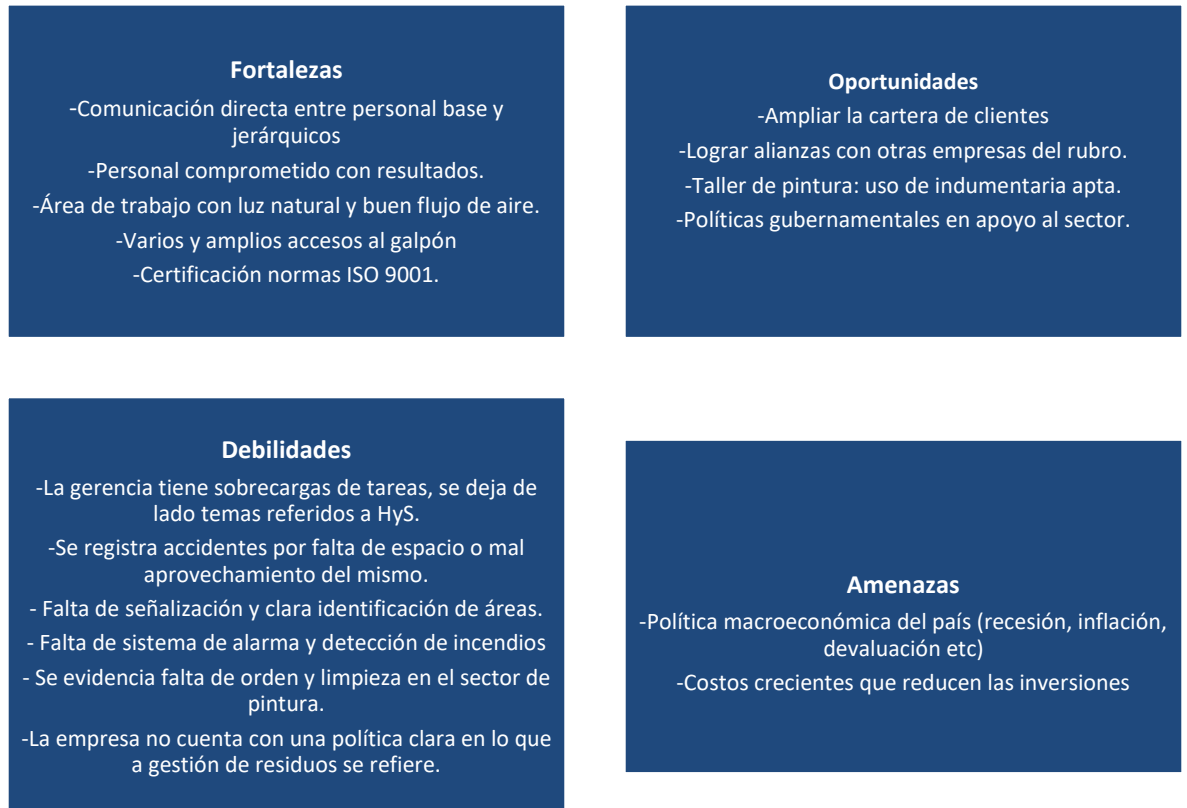 Fortalezas
-Comunicación directa entre personal base y
jerárquicos
-Personal comprometido con resultados.
-Área de trabajo con luz natural y buen flujo de aire.
-Varios y amplios accesos al galpón
-Certificación normas ISO 9001.
Oportunidades
-Ampliar la cartera de clientes
-Lograr alianzas con otras empresas del rubro.
-Taller de pintura: uso de indumentaria apta.
-Políticas gubernamentales en apoyo al sector.
Debilidades
-La gerencia tiene sobrecargas de tareas, se deja de
lado temas referidos a HyS.
-Se registra accidentes por falta de espacio o mal
aprovechamiento del mismo.
- Falta de señalización y clara identificación de áreas.
- Falta de sistema de alarma y detección de incendios
- Se evidencia falta de orden y limpieza en el sector de
pintura.
-La empresa no cuenta con una política clara en lo que
a gestión de residuos se refiere.
Amenazas
-Política macroeconómica del país (recesión, inflación,
devaluación etc)
-Costos crecientes que reducen las inversiones